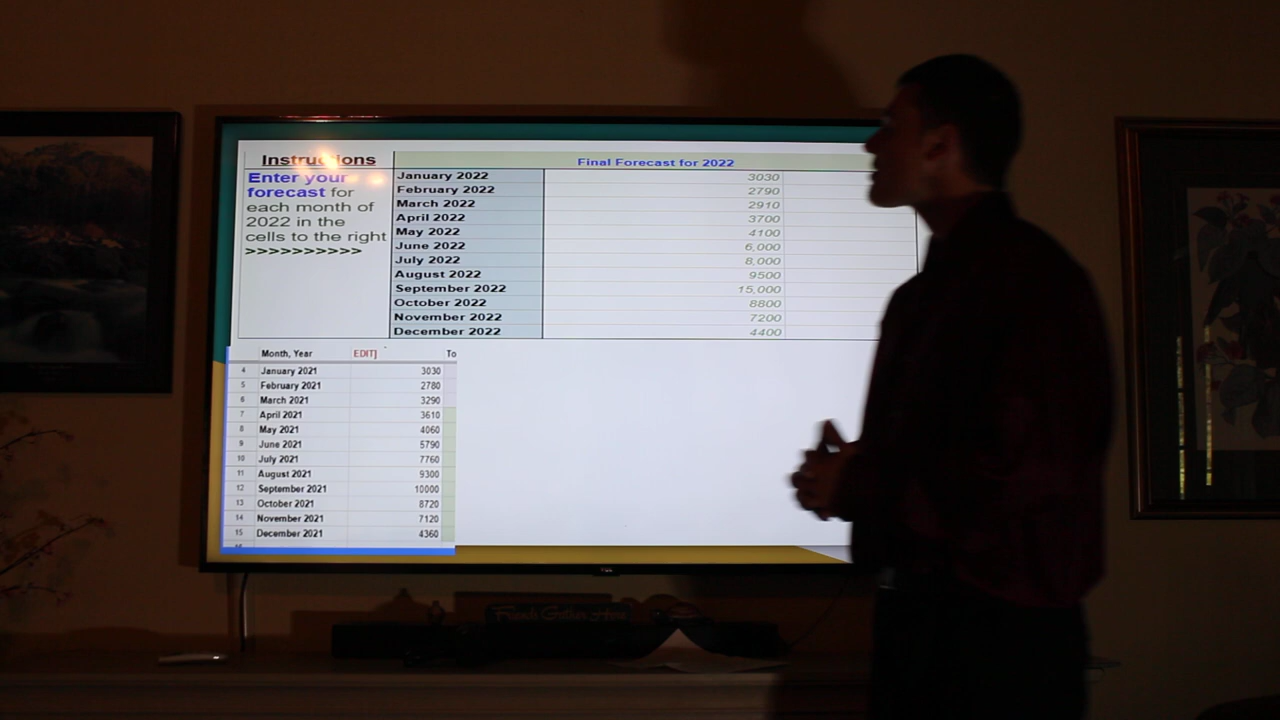 Instructions
Enter your
forecast for
each month of
2022 in the
cells to the right
>>>>>>>>>>
Final Forecast for 2022
January 2022 3030
February 2022 2790
March 2022 2910
April 2022 3700
May 2022 4100
June 2022 6,000
July 2022 8,000
August 2022 9500
September 2022 15,000
October 2022 8800
November 2022 7200
December 2022 4400
Month, Year EDIT] To
4 January 2021 3030
5 February 2021 2780
6 March 2021 3290
7 April 2021 3610
8 May 2021 4060
9 June 2021 5790
10 July 2021 7760
11 August 2021 9300
12 September 2021 10000
13 October 2021 8720
14 November 2021 7120
15 December 2021 4360
Friends Gather Here